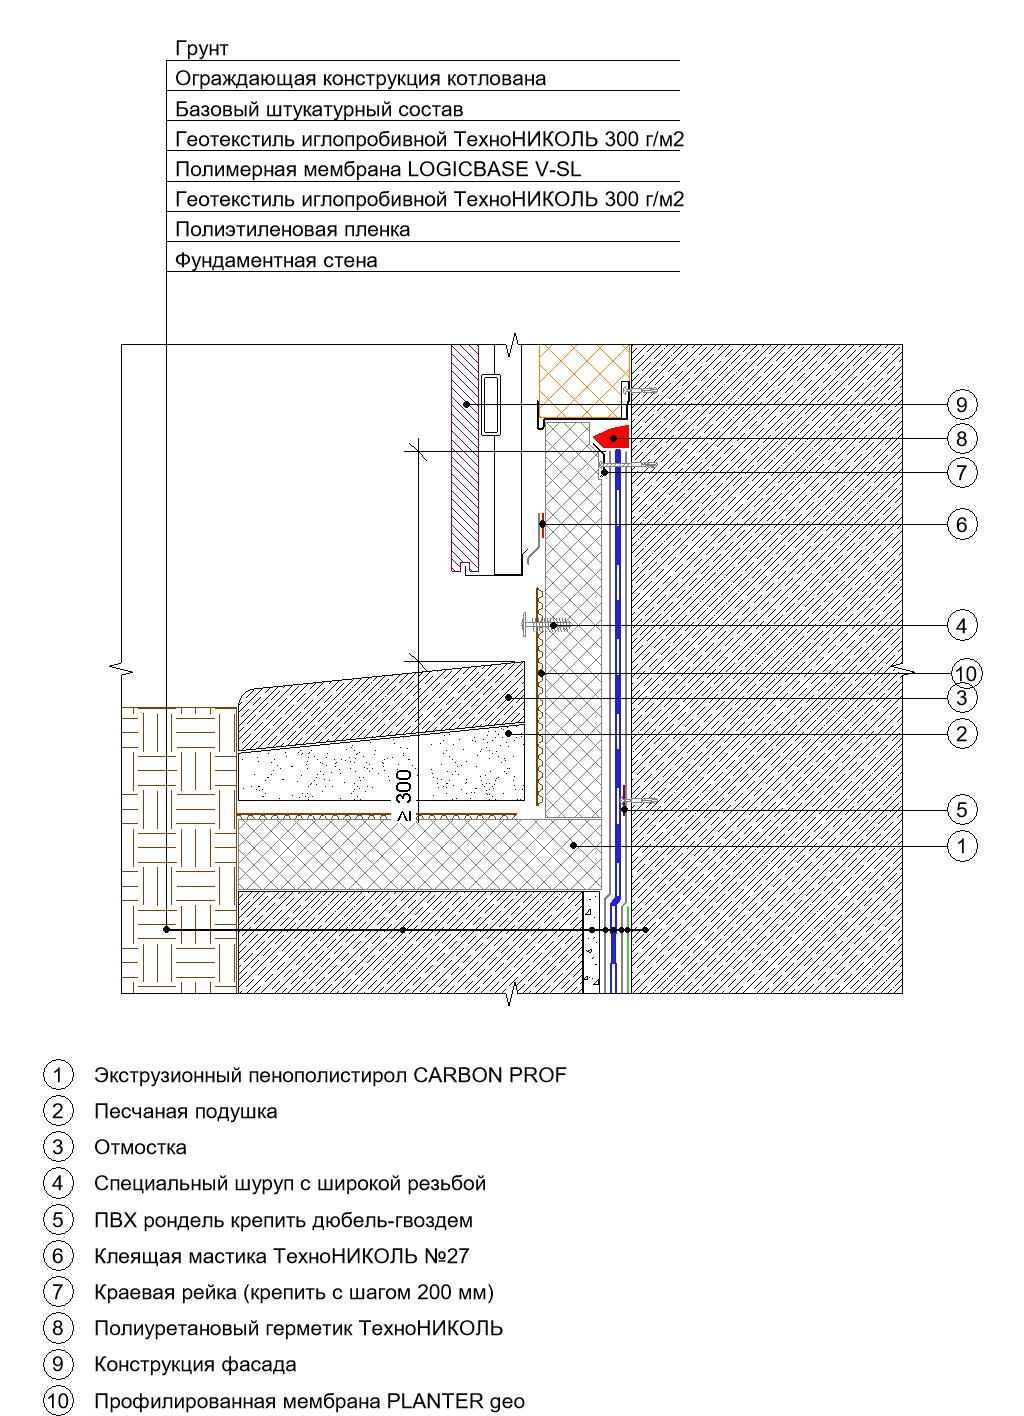 Грунт
Ограждающая конструкция котлована
Базовый штукатурный состав
Геотекстиль иглопробивной ТехноНИКОЛЬ 300 г/м2
Полимерная мембрана LOGICBASE V-SL
Геотекстиль иглопробивной ТехноНИКОЛЬ 300 г/м2
Полиэтиленовая пленка
Фундаментная стена
9
8
7
6
4
10
3
2
≥ 300
5
1
1 Экструзионный пенополистирол CARBON PROF
2 Песчаная подушка
3 Отмостка
4 Специальный шуруп с широкой резьбой
5 ПВХ рондель крепить дюбель-гвоздем
6 Клеящая мастика ТехноНИКОЛЬ №27
7 Краевая рейка (крепить с шагом 200 мм)
8 Полиуретановый герметик ТехноНИКОЛЬ
9 Конструкция фасада
10 Профилированная мембрана PLANTER geo